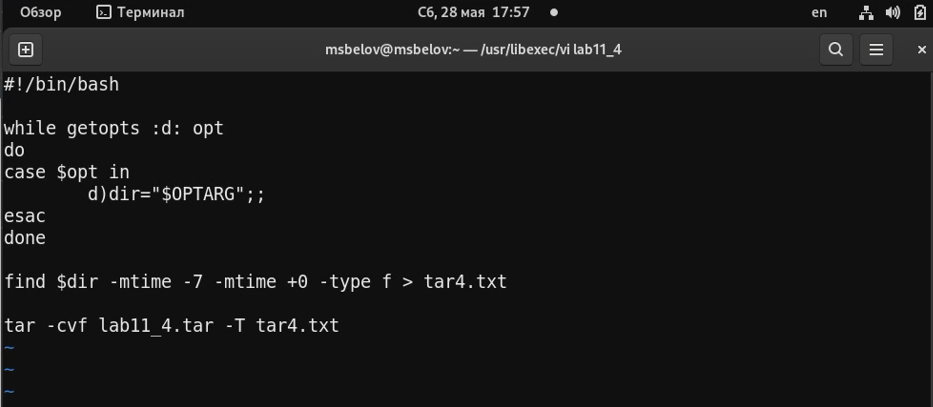 Обзор Терминал Сб, 28 мая 17:57 en
msbelov@msbelov:~ — /usr/libexec/vi lab11_4
#!/bin/bash
while getopts :d: opt
do
case $opt in
d)dir="$OPTARG";;
esac
done
find $dir -mtime -7 -mtime +0 -type f > tar4.txt
tar -cvf lab11_4.tar -T tar4.txt
~
~
~